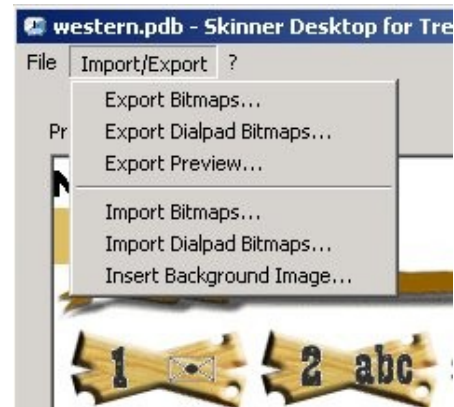 western.pdb - Skinner Desktop for Tre
File Import/Export ?
Export Bitmaps...
Export Dialpad Bitmaps...
Pr
Export Preview...
Import Bitmaps...
Import Dialpad Bitmaps...
Insert Background Image...
1 2 abc